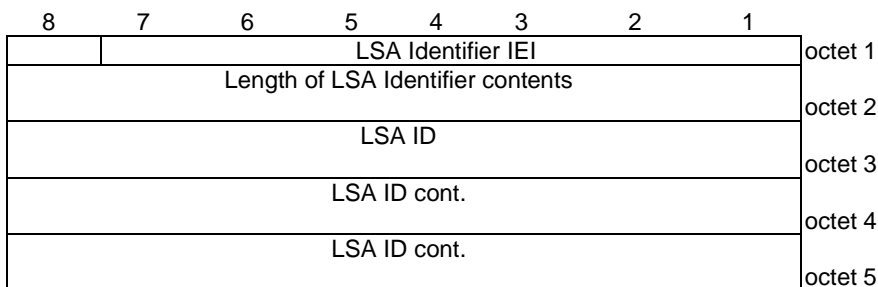 8 7 6 5 4 3 2 1
LSA Identifier IEI octet 1
Length of LSA Identifier contents
octet 2
LSA ID
octet 3
LSA ID cont.
octet 4
LSA ID cont.
octet 5